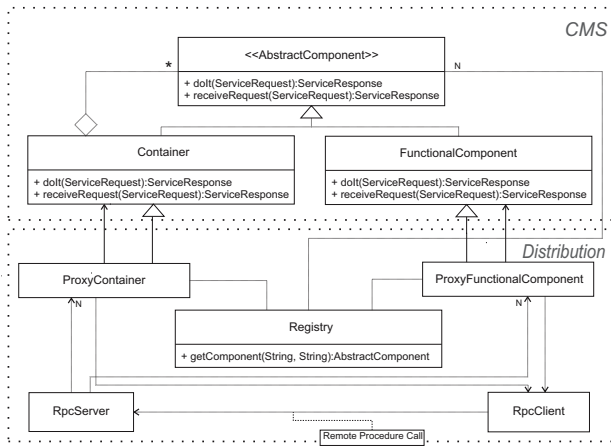 CMS
<<AbstractComponent>>
* N
+ doIt(ServiceRequest):ServiceResponse
+ receiveRequest(ServiceRequest):ServiceResponse
Container
+ doIt(ServiceRequest):ServiceResponse
+ receiveRequest(ServiceRequest):ServiceResponse
FunctionalComponent
+ doIt(ServiceRequest):ServiceResponse
+ receiveRequest(ServiceRequest):ServiceResponse
Distribution
ProxyContainer
ProxyFunctionalComponent
N
N
Registry
+ getComponent(String, String):AbstractComponent
RpcServer
RpcClient
Remote Procedure Call